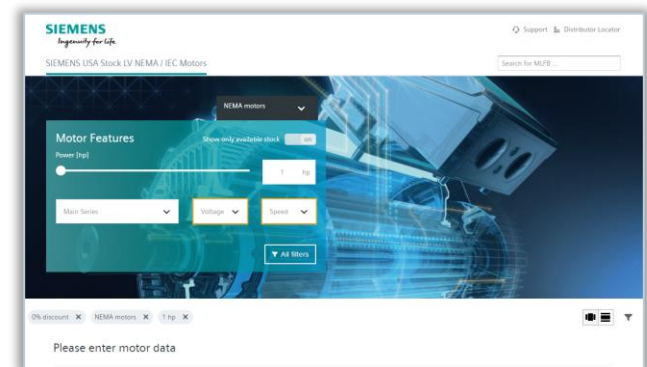 SIEMENS
Ingenuity for life
Support Distributor Locator
SIEMENS USA Stock LV NEMA / IEC Motors
Search for MLFB ...
NEMA motors
Motor Features
Show only available stock on
Power [hp]
1 hp
Main Series
Voltage
Speed
All filters
0% discount X NEMA motors X 1 hp X
Please enter motor data